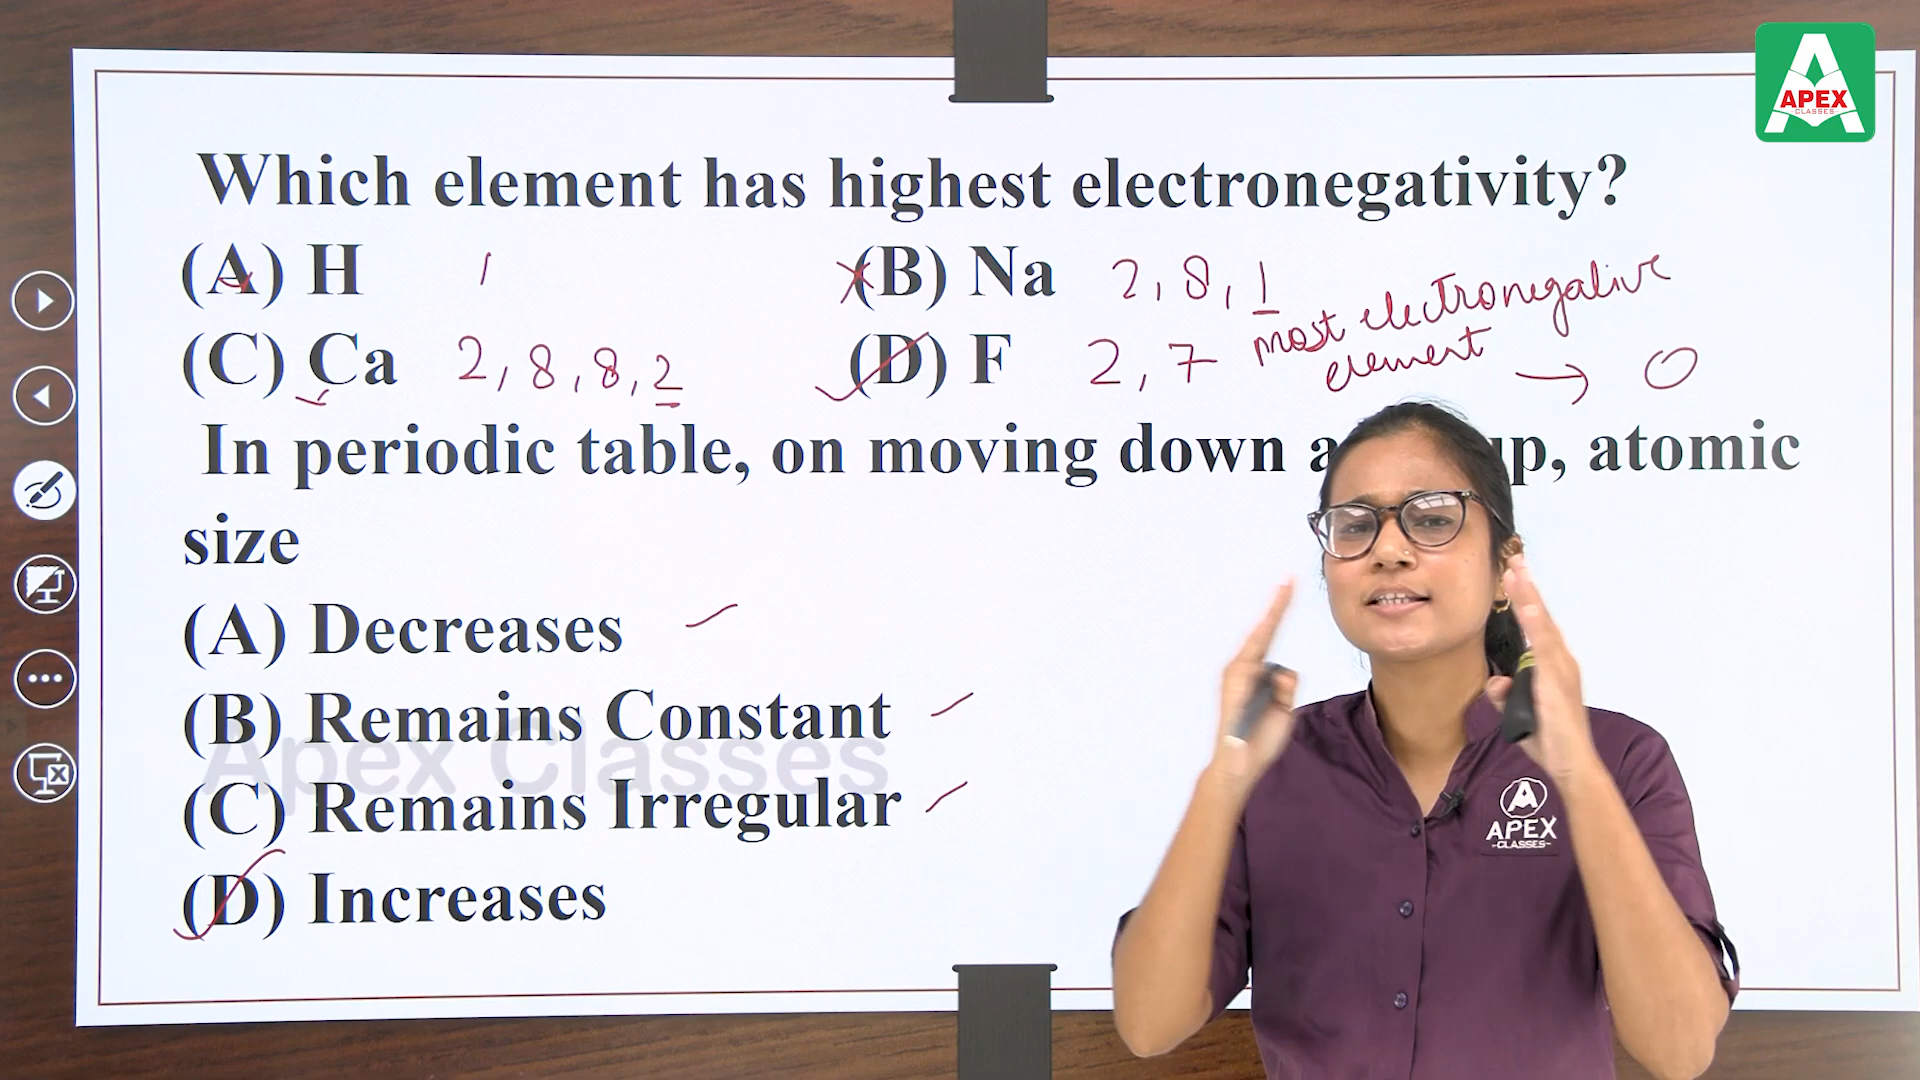 APEX
CLASSES
Which element has highest electronegativity?
(A) H 1 (B) Na 2, 8, 1
(C) Ca 2, 8, 8, 2 (D) F 2, 7 most electronegative
element → O
In periodic table, on moving down a up, atomic
size
(A) Decreases
(B) Remains Constant
Apex Classes
(C) Remains Irregular
(D) Increases
APEX
-CLASSES-